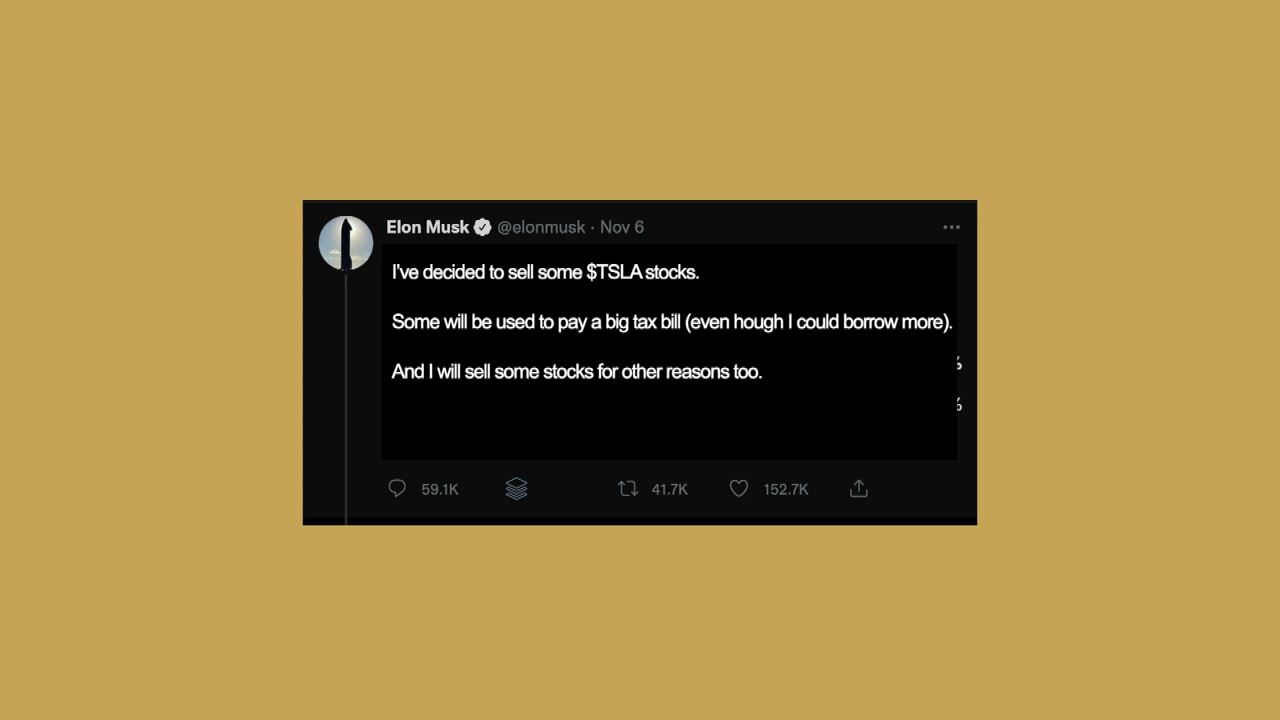 Elon Musk @elonmusk · Nov 6
I've decided to sell some $TSLA stocks.
Some will be used to pay a big tax bill (even hough I could borrow more).
And I will sell some stocks for other reasons too.
%
%
59.1K 41.7K 152.7K